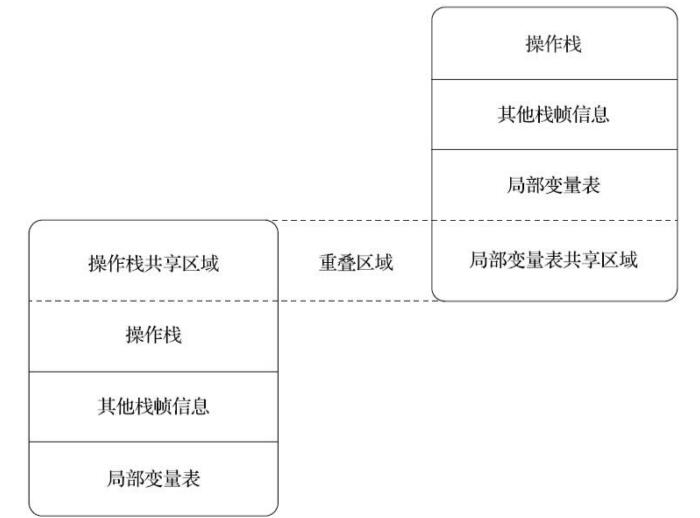 操作栈
其他栈帧信息
局部变量表
操作栈共享区域
重叠区域
局部变量表共享区域
操作栈
其他栈帧信息
局部变量表